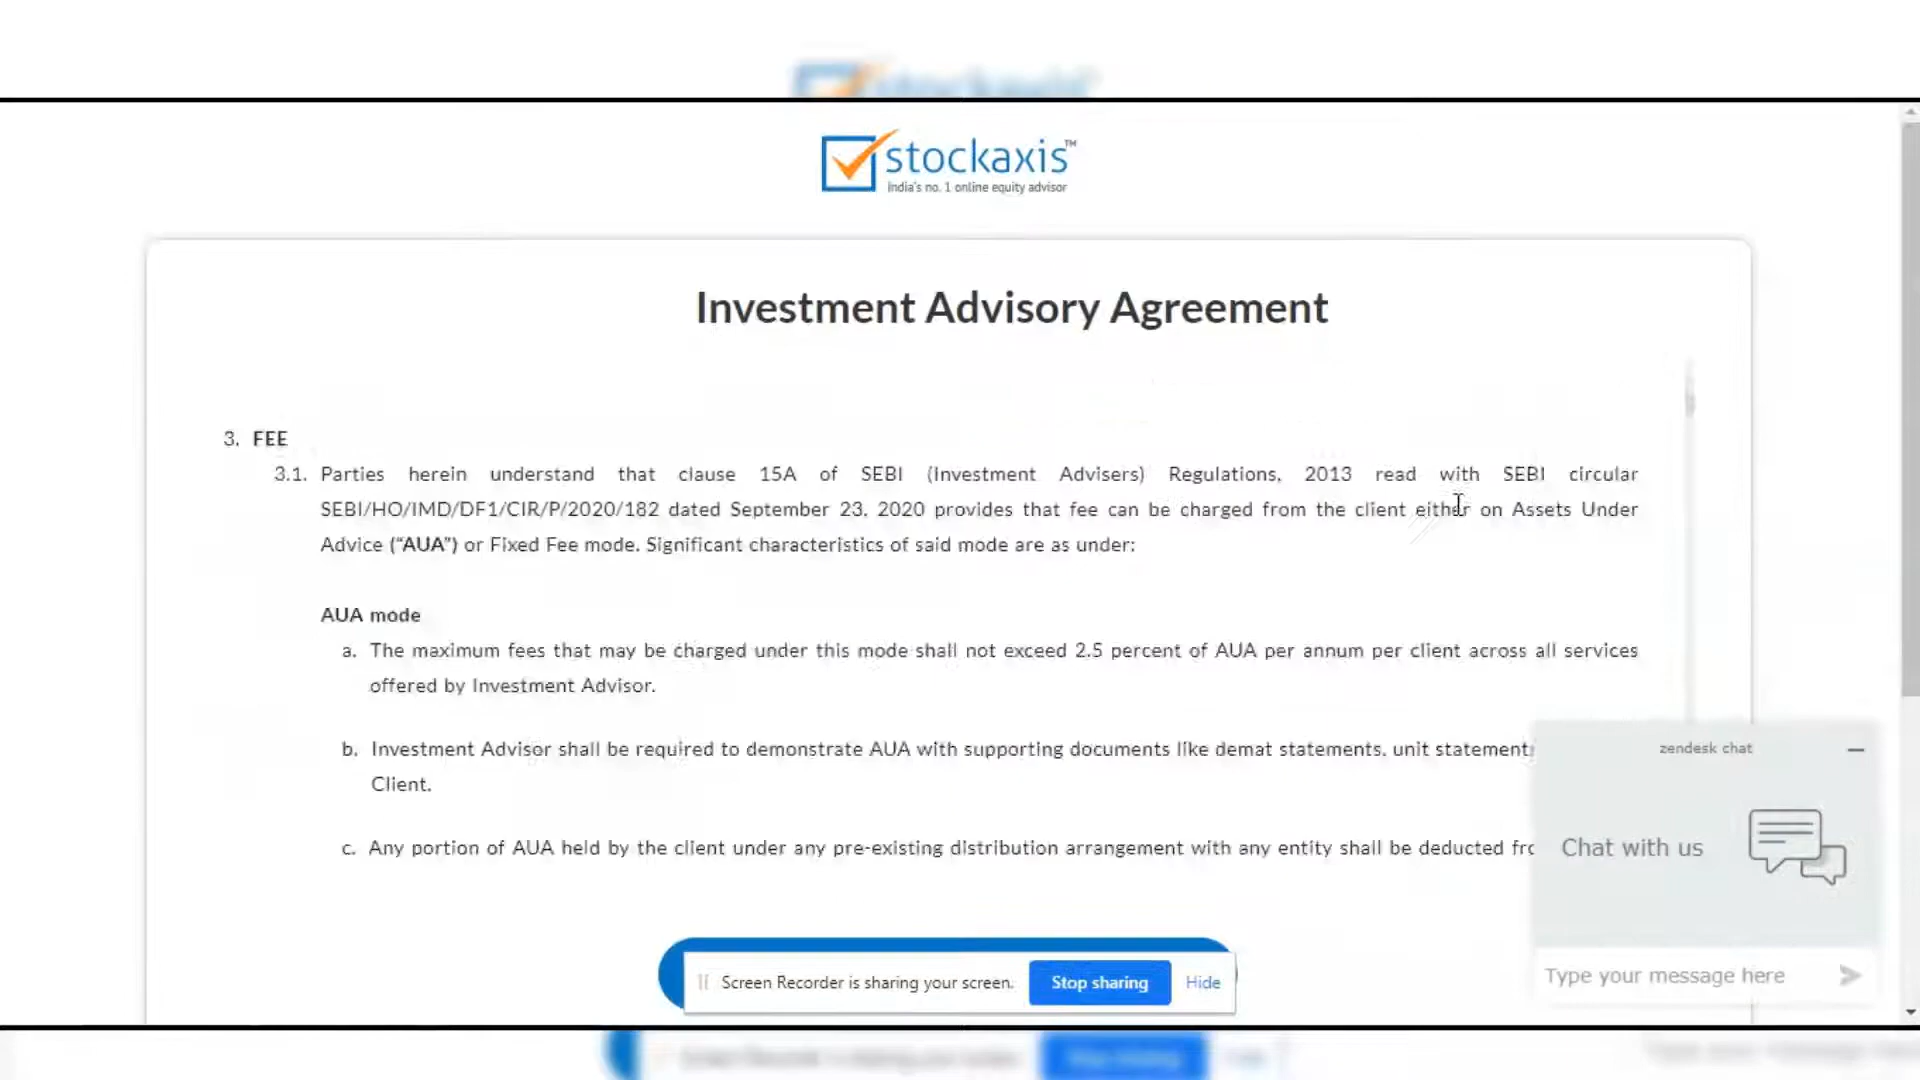 stockaxis™
India's no. 1 online equity advisor
Investment Advisory Agreement
3. FEE
3.1. Parties herein understand that clause 15A of SEBI (Investment Advisers) Regulations, 2013 read with SEBI circular
SEBI/HO/IMD/DF1/CIR/P/2020/182 dated September 23, 2020 provides that fee can be charged from the client either on Assets Under
Advice (“AUA”) or Fixed Fee mode. Significant characteristics of said mode are as under:
AUA mode
a. The maximum fees that may be charged under this mode shall not exceed 2.5 percent of AUA per annum per client across all services
offered by Investment Advisor.
b. Investment Advisor shall be required to demonstrate AUA with supporting documents like demat statements, unit statements
Client.
c. Any portion of AUA held by the client under any pre-existing distribution arrangement with any entity shall be deducted
zendesk chat
Chat with us
Type your message here
Screen Recorder is sharing your screen.
Stop sharing
Hide